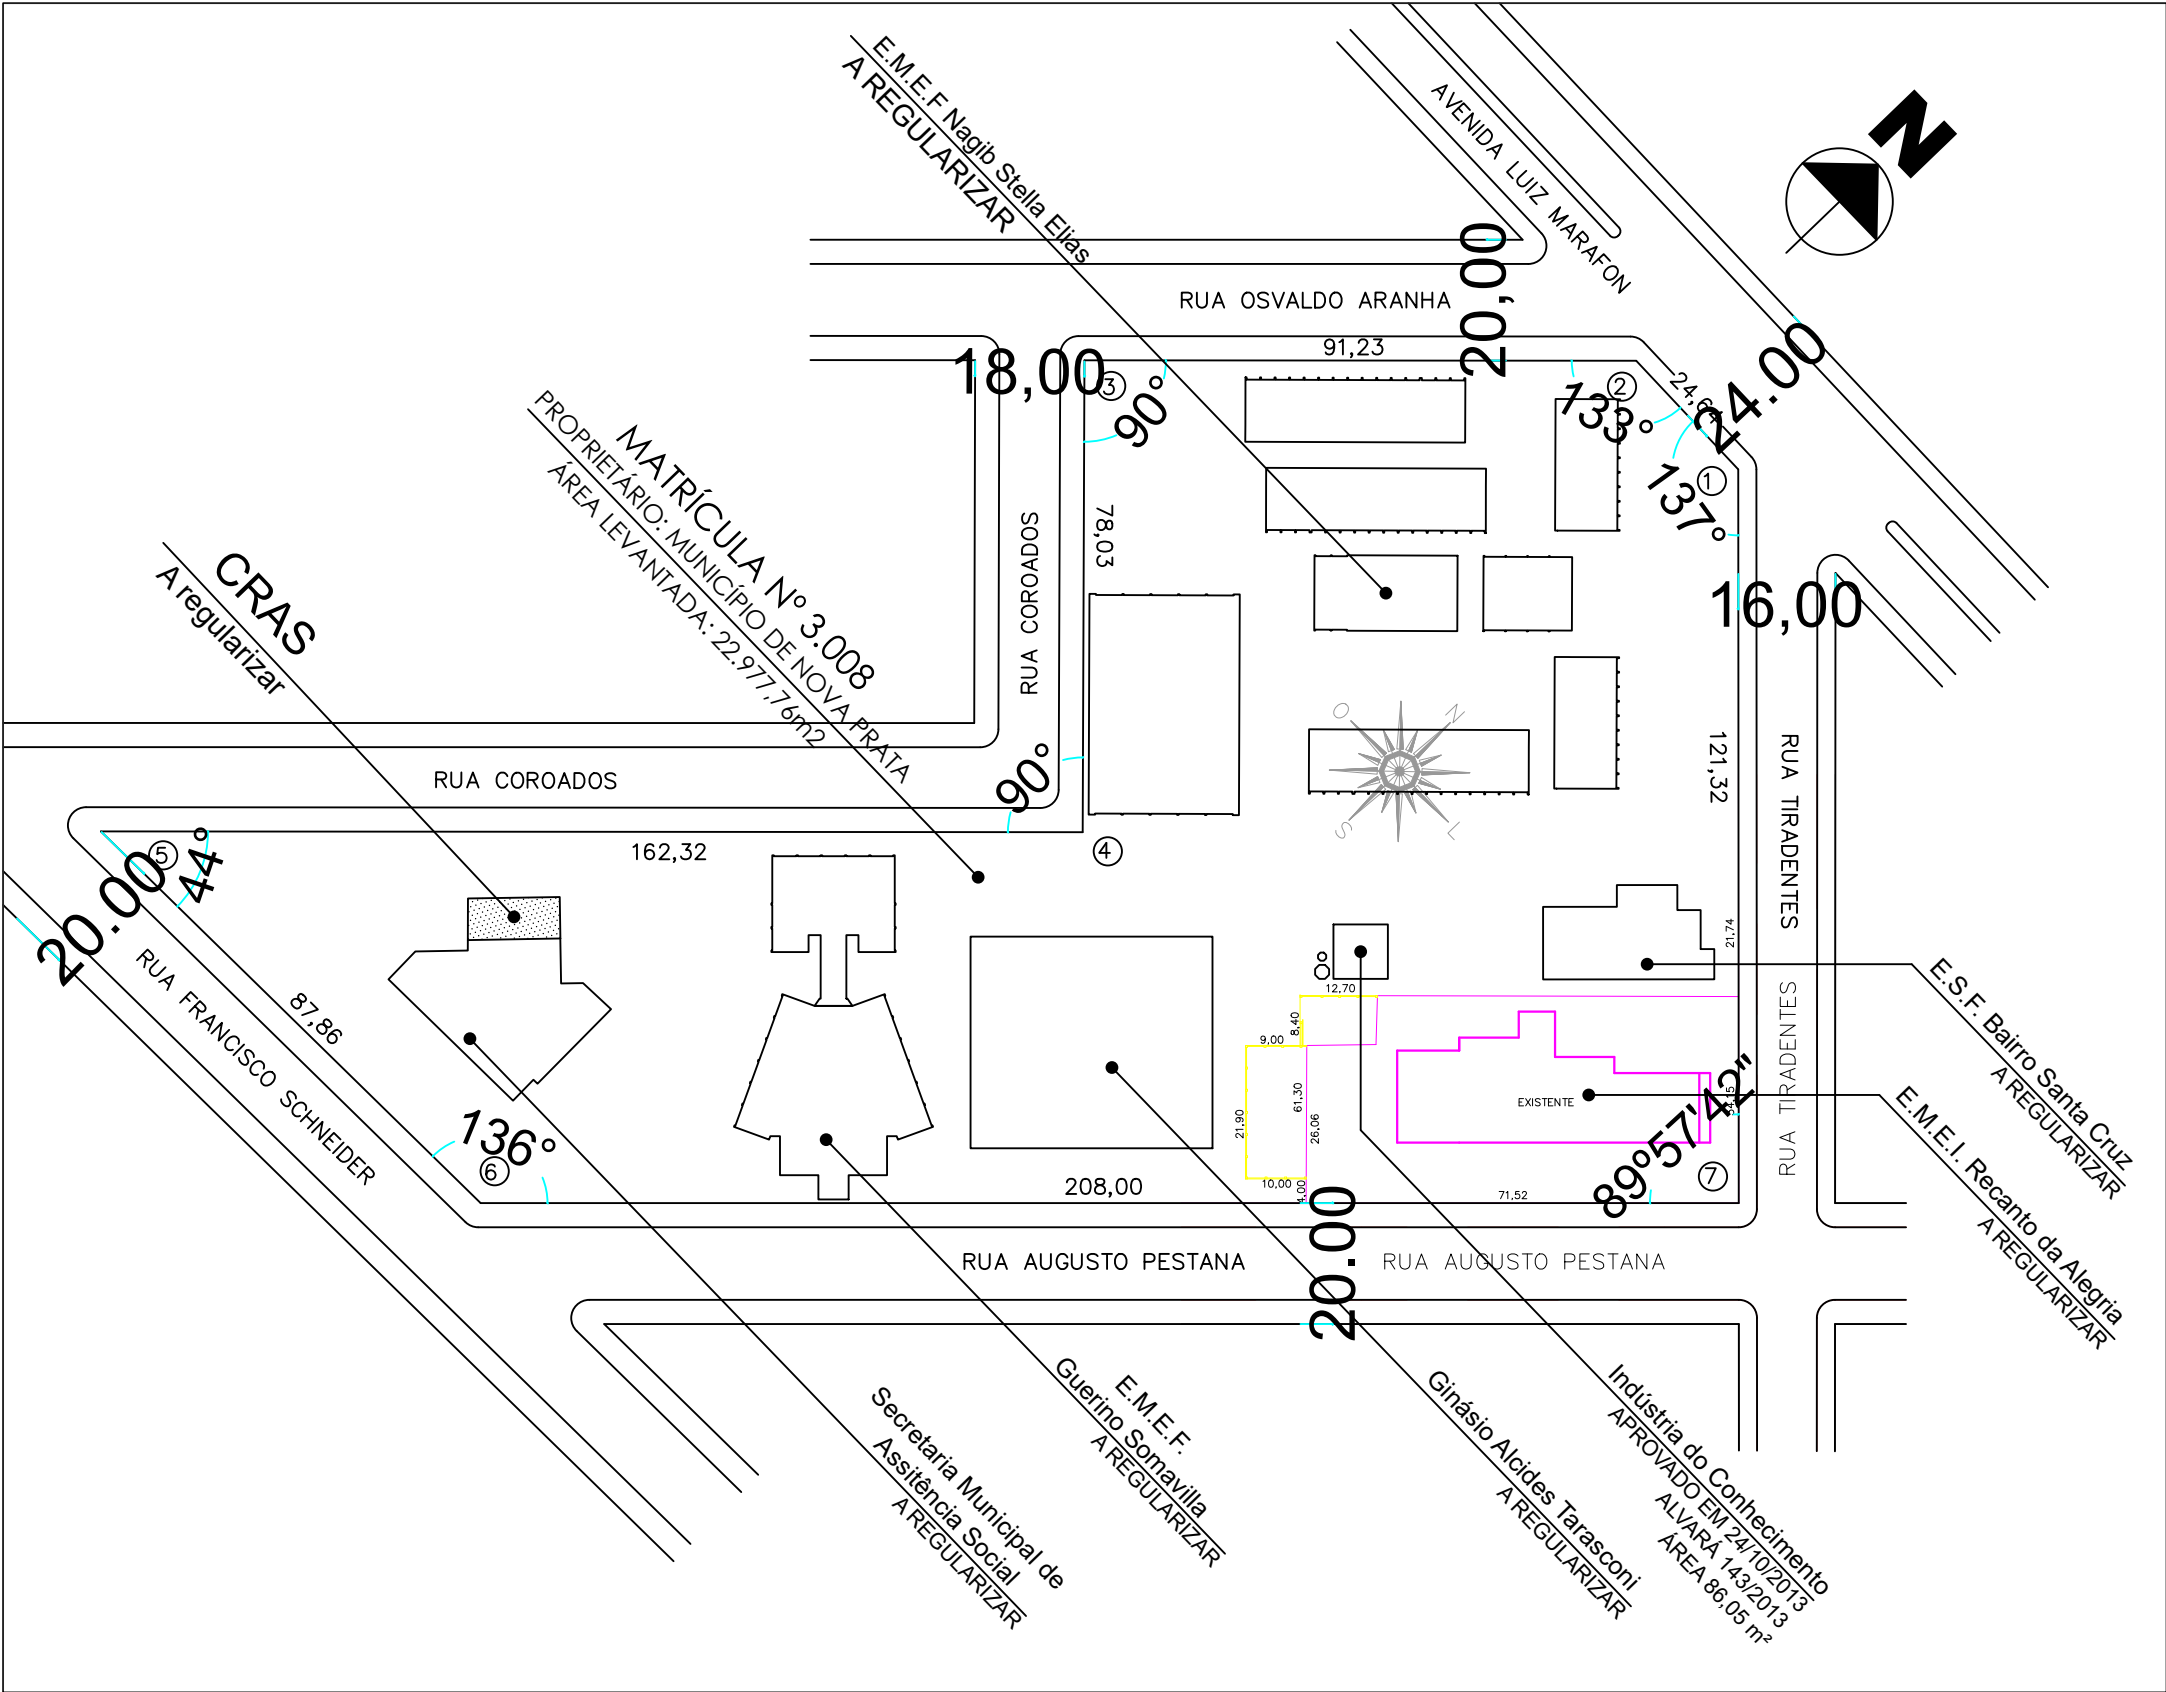 E.M.E.F Nagib Stella Elias
A REGULARIZAR
AVENIDA LUIZ MARAFON
N
RUA OSVALDO ARANHA
20,00
91,23
18,00
3
90°
2
133°
24.00
1
137°
16,00
MATRÍCULA Nº 3.008
PROPRIETÁRIO: MUNICÍPIO DE NOVA PRATA
ÁREA LEVANTADA: 22.977,76m2
RUA COROADOS
78,03
CRAS
A regularizar
RUA COROADOS
90°
162,32
4
O
N
S
L
121,32
RUA TIRADENTES
20.00
5
44°
RUA FRANCISCO SCHNEIDER
87,86
136°
6
21,74
12,70
8,40
9,00
21,90
61,30
26,06
10,00
4,00
EXISTENTE
89°57'42"
7
71,52
208,00
RUA TIRADENTES
RUA AUGUSTO PESTANA
20.00
RUA AUGUSTO PESTANA
E.S.F. Bairro Santa Cruz
A REGULARIZAR
E.M.E.I. Recanto da Alegria
A REGULARIZAR
Secretaria Municipal de
Assitência Social
A REGULARIZAR
E.M.E.F.
Guerino Somavilla
A REGULARIZAR
Ginásio Alcides Tarasconi
A REGULARIZAR
Indústria do Conhecimento
APROVADO EM 24/10/2013
ALVARÁ 143/2013
ÁREA 86,05 m²